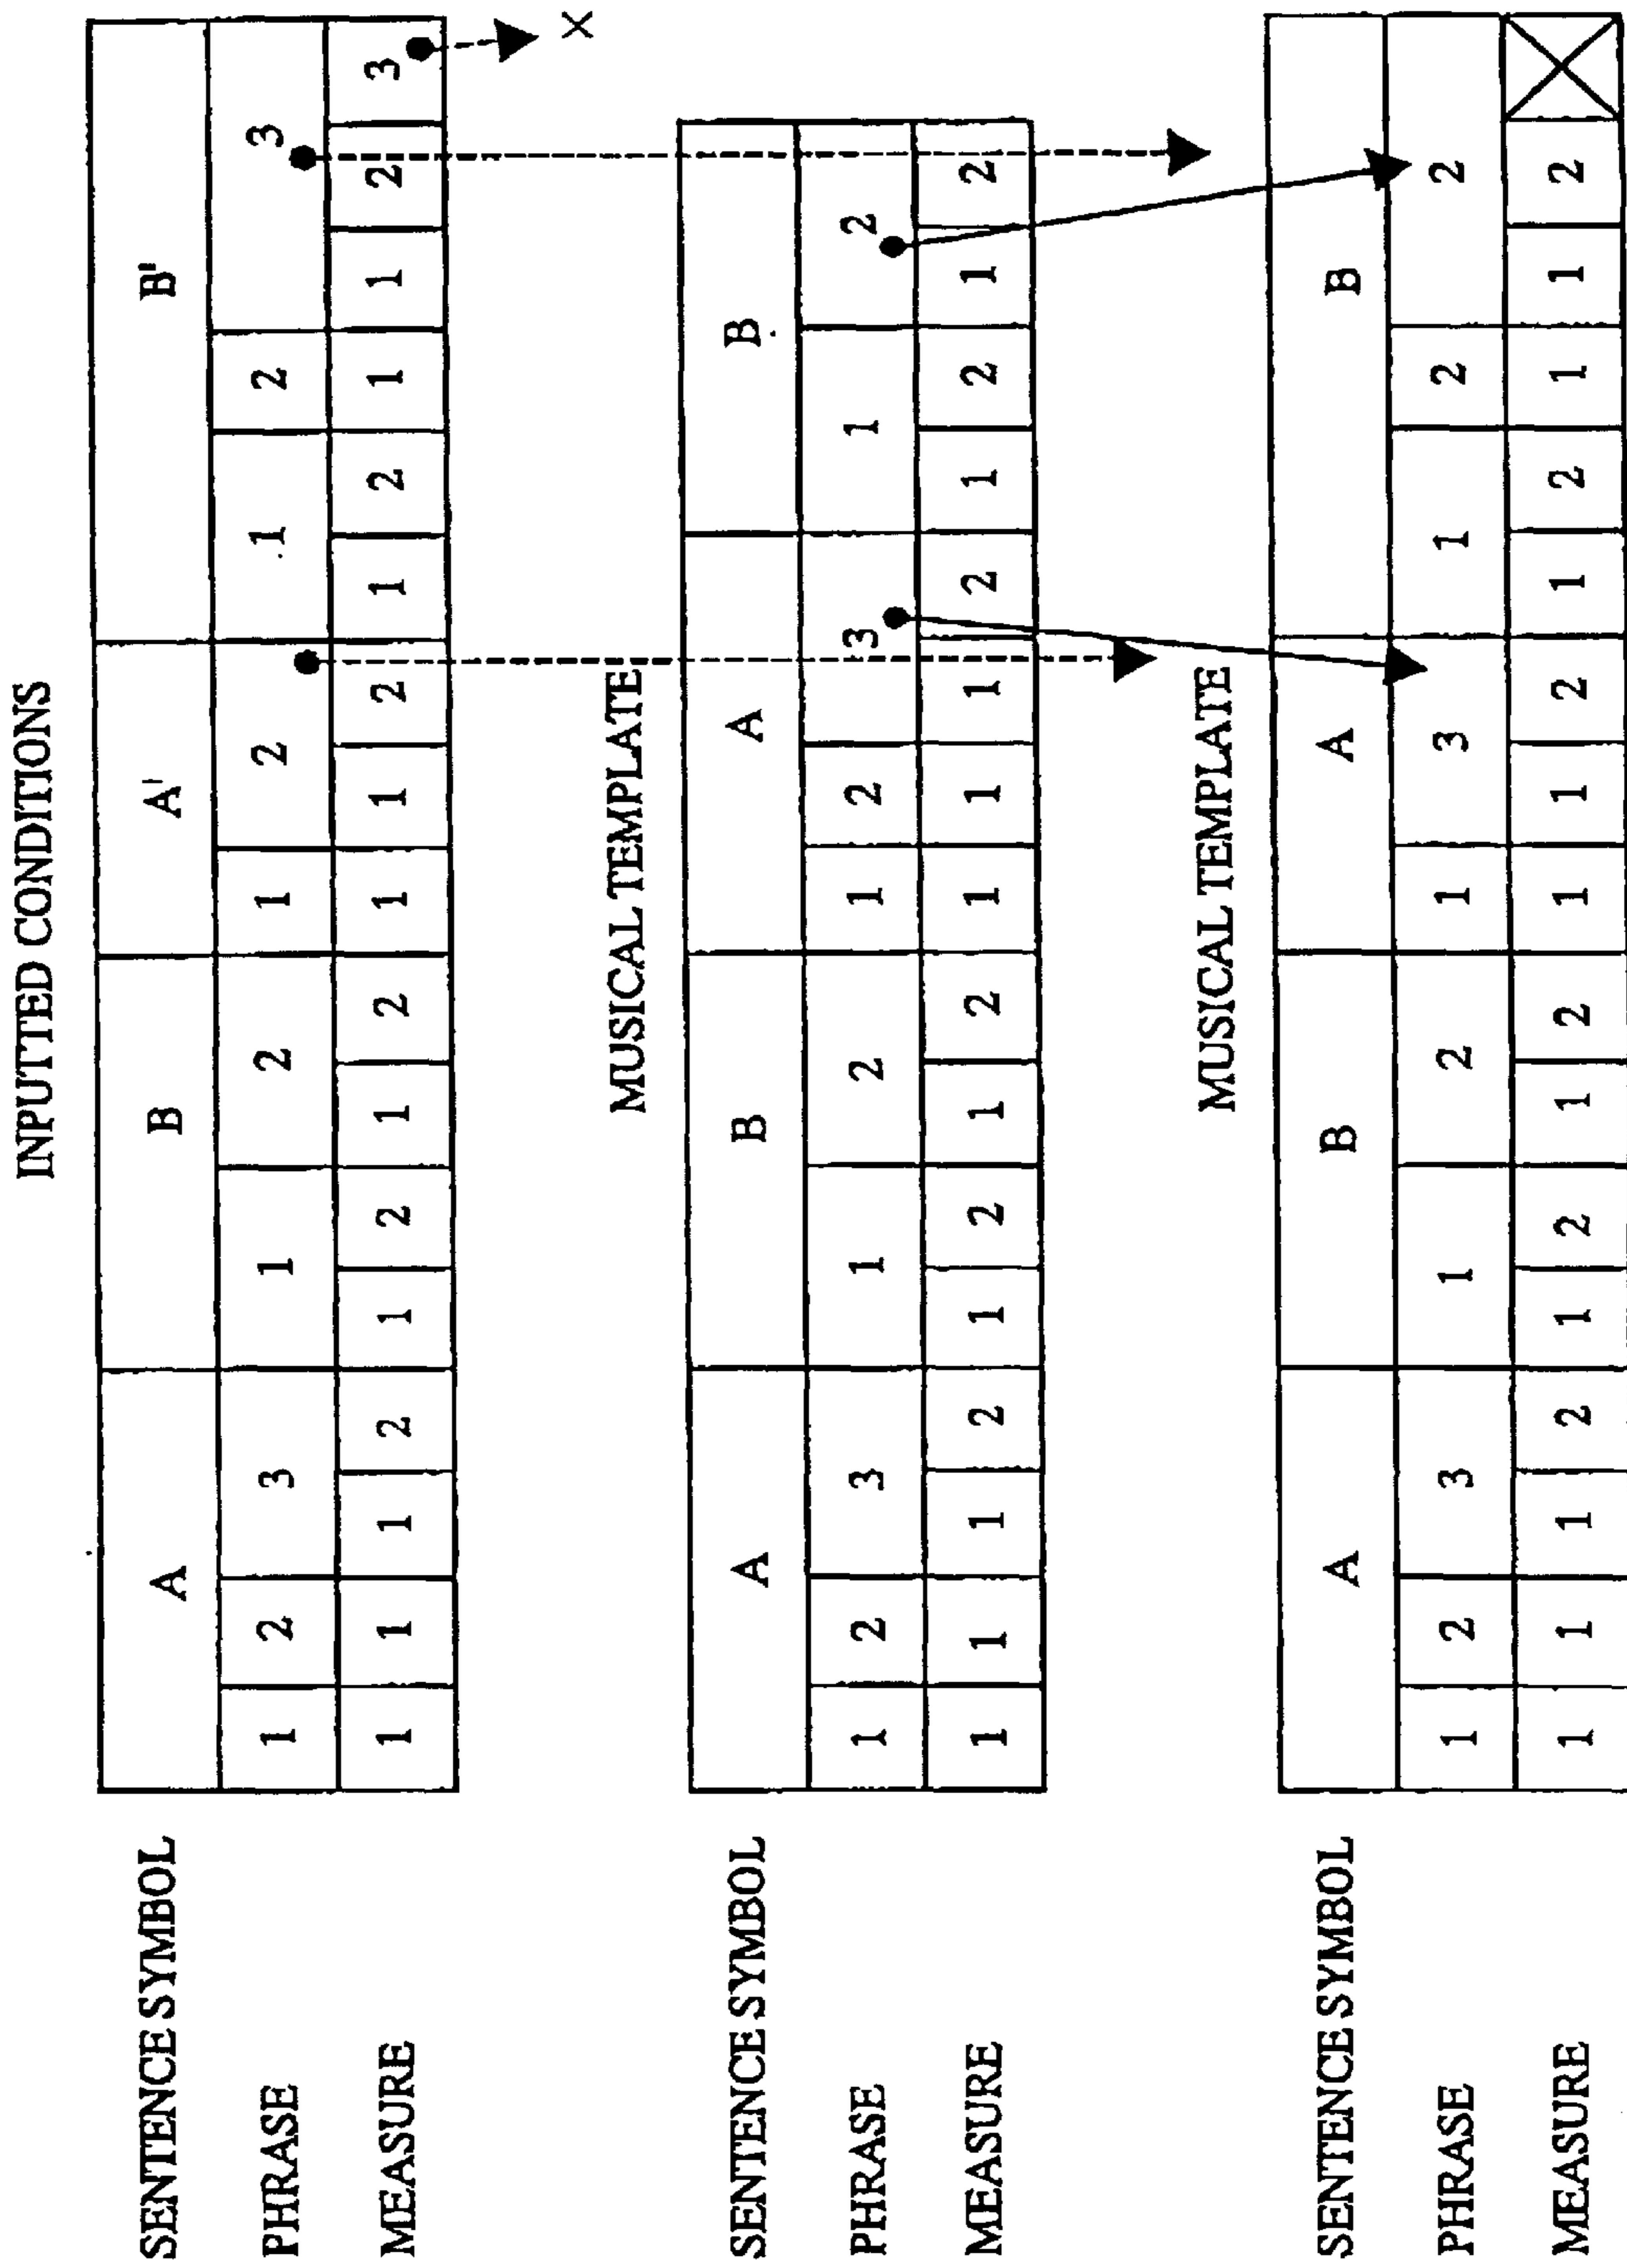 INPUTTED CONDITIONS
SENTENCE SYMBOL A B A' B'
PHRASE 1 2 3 1 2 1 2 1 2 3
MEASURE 1 1 1 2 1 2 1 2 1 1 2 1 2 1 1 2 3
×
MUSICAL TEMPLATE
SENTENCE SYMBOL A B A B
PHRASE 1 2 3 1 2 1 2 3 1 2
MEASURE 1 1 1 2 1 2 1 2 1 1 1 2 1 2 1 2
MUSICAL TEMPLATE
SENTENCE SYMBOL A B A B
PHRASE 1 2 3 1 2 1 3 1 2 2
MEASURE 1 1 1 2 1 2 1 2 1 1 2 1 2 1 1 2